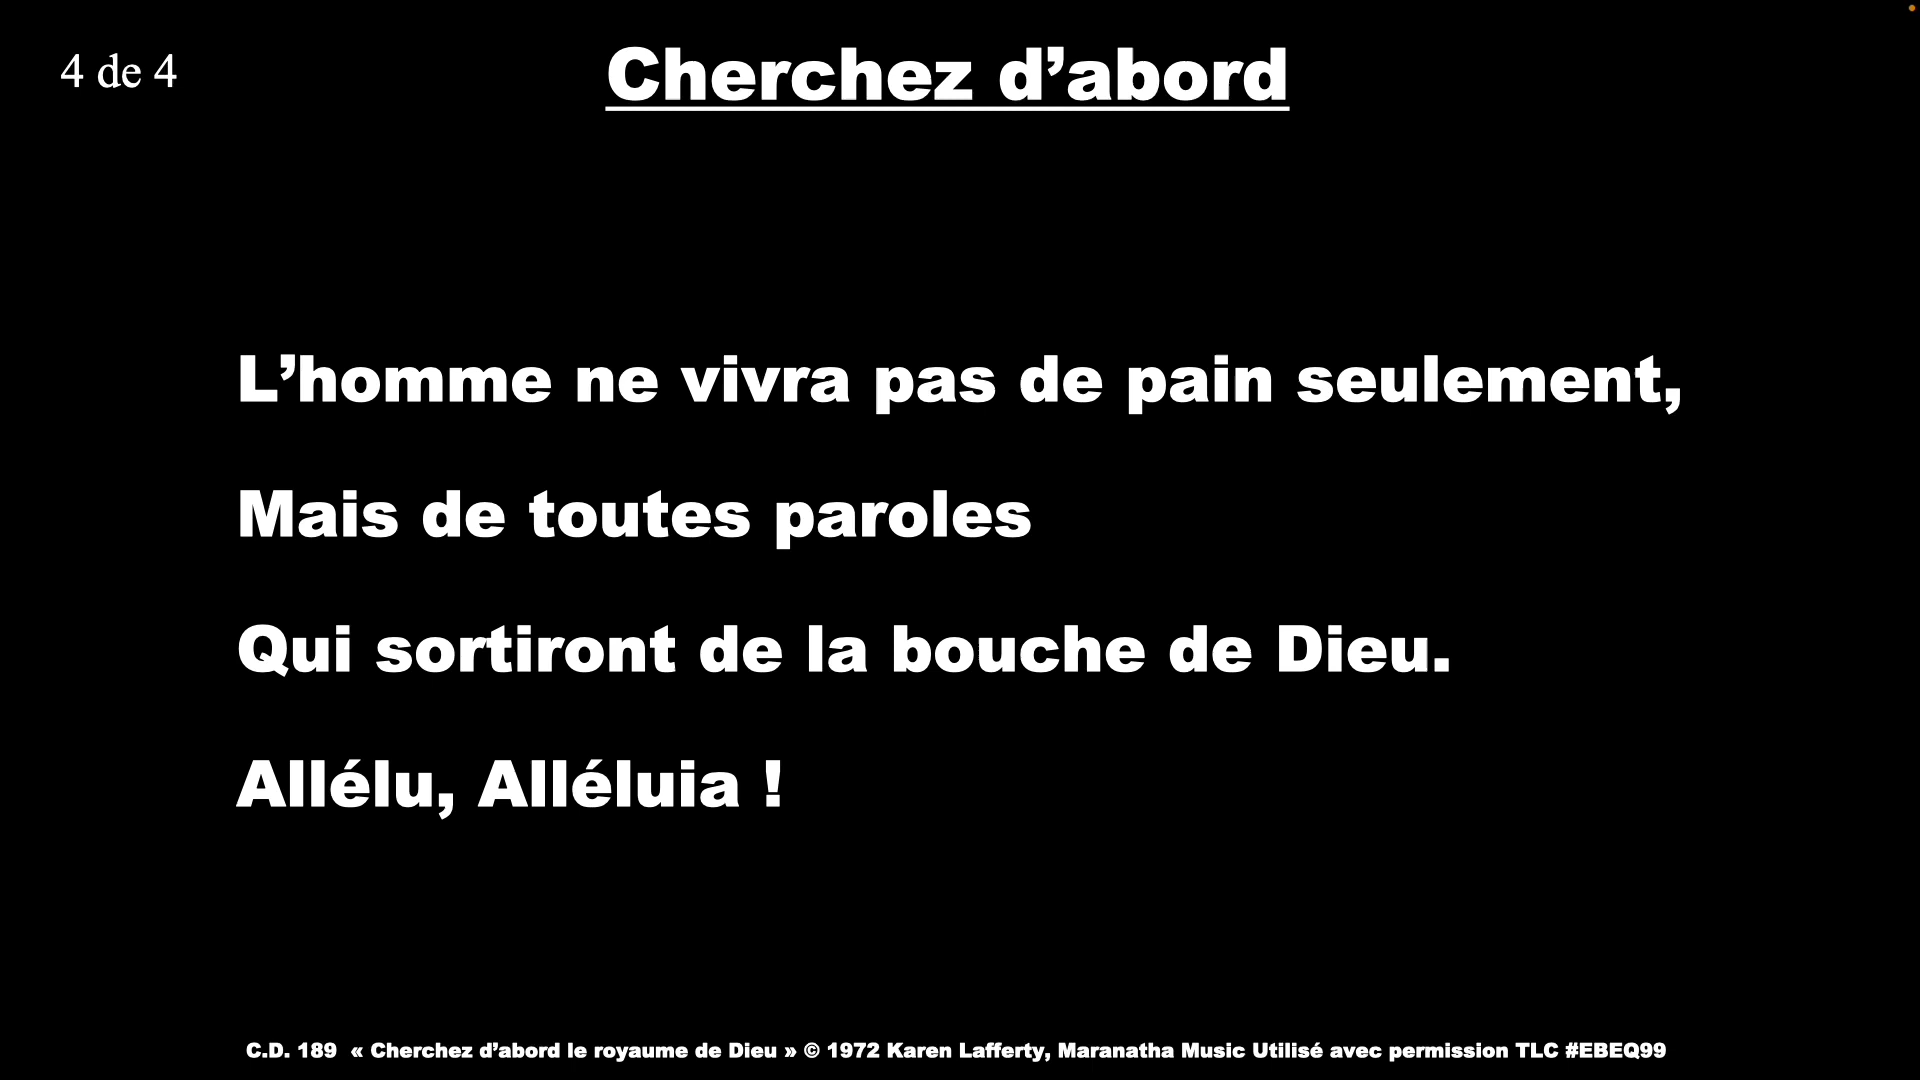 4 de 4
Cherchez d’abord
L’homme ne vivra pas de pain seulement,
Mais de toutes paroles
Qui sortiront de la bouche de Dieu.
Allélu, Alléluia !
C.D. 189  « Cherchez d’abord le royaume de Dieu » © 1972 Karen Lafferty, Maranatha Music Utilisé avec permission TLC #EBEQ99